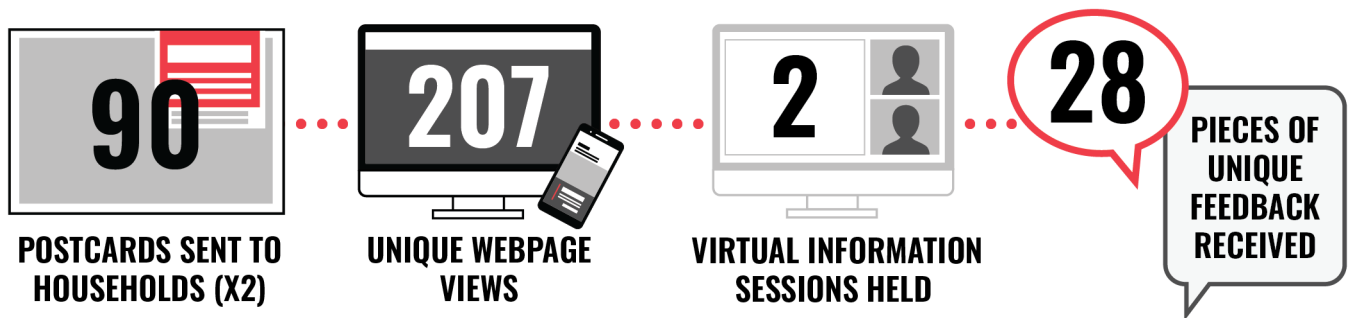 90
POSTCARDS SENT TO
HOUSEHOLDS (X2)
207
UNIQUE WEBPAGE
VIEWS
2
VIRTUAL INFORMATION
SESSIONS HELD
28
PIECES OF
UNIQUE
FEEDBACK
RECEIVED